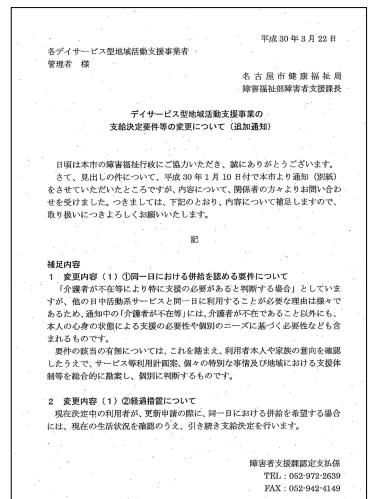 平成30年3月22日
各デイサービス型地域活動支援事業者
管理者　様
名古屋市健康福祉局
障害福祉部障害者支援課長
デイサービス型地域活動支援事業の
支給決定要件等の変更について（追加通知）
日頃は本市の障害福祉行政にご協力いただき、誠にありがとうございます。
さて、見出しの件について、平成30年1月10日付で本市より通知（別紙）
をさせていただいたところですが、内容について、関係者の方々よりお問い合わ
せを受けました。つきましては、下記のとおり、内容について補足しますので、
取り扱いにつきよろしくお願いいたします。
記
補足内容
1　変更内容（1）①同一日における併給を認める要件について
「介護者が不在等により特に支援の必要があると判断する場合」としていま
すが、他の日中活動系サービスと同一日に利用することが必要な理由は様々で
あるため、通知中の「介護者が不在等」には、介護者が不在であること以外にも、
本人の心身の状態による支援の必要性や個別のニーズに基づく必要性なども含
まれるものです。
要件の該当の有無については、これを踏まえ、利用者本人や家族の意向を確認
したうえで、サービス等利用計画案、個々の特別な事情及び地域における支援体
制等を総合的に勘案し、個別に判断するものです。
2　変更内容（1）②経過措置について
現在決定中の利用者が、更新申請の際に、同一日における併給を希望する場合
には、現在の生活状況を確認のうえ、引き続き支給決定を行います。
障害者支援課認定支払係
TEL：052-972-2639
FAX：052-942-4149